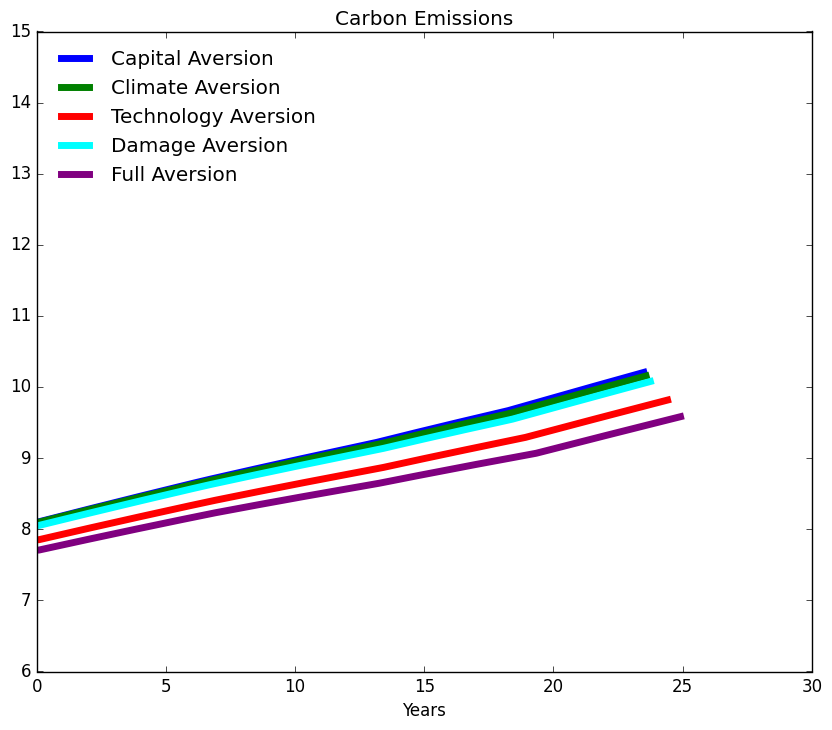 Carbon Emissions
15
14
13
12
11
10
9
8
7
6
Capital Aversion
Climate Aversion
Technology Aversion
Damage Aversion
Full Aversion
0 5 10 15 20 25 30
Years